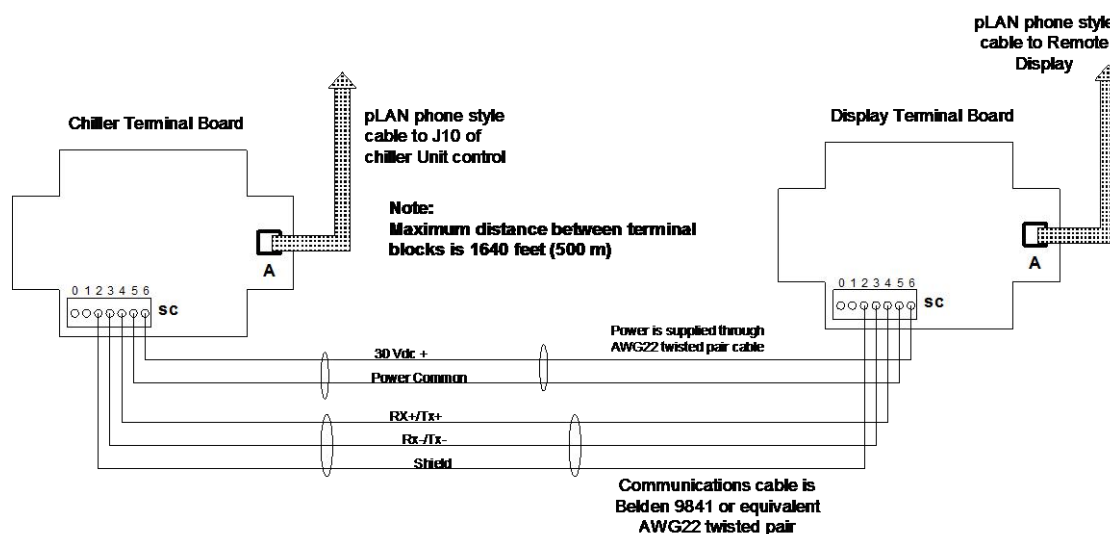 pLAN phone style
cable to Remote
Display
Chiller Terminal Board
pLAN phone style
cable to J10 of
chiller Unit control
Display Terminal Board
Note:
Maximum distance between terminal
blocks is 1640 feet (500 m)
A
A
0 1 2 3 4 5 6
SC
0 1 2 3 4 5 6
SC
Power is supplied through
AWG22 twisted pair cable
30 Vdc +
Power Common
RX+/Tx+
Rx-/Tx-
Shield
Communications cable is
Belden 9841 or equivalent
AWG22 twisted pair